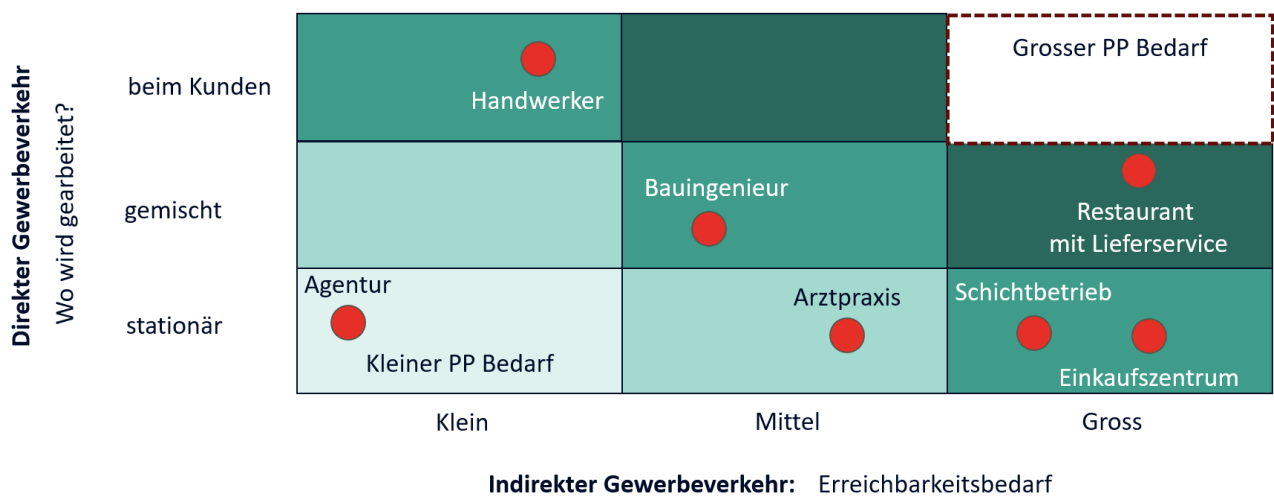 Direkter Gewerbeverkehr
Wo wird gearbeitet?
beim Kunden
Handwerker
Grosser PP Bedarf
gemischt
Bauingenieur
Restaurant
mit Lieferservice
stationär
Agentur
Kleiner PP Bedarf
Arztpraxis
Schichtbetrieb
Einkaufszentrum
Klein
Mittel
Gross
Indirekter Gewerbeverkehr: Erreichbarkeitsbedarf